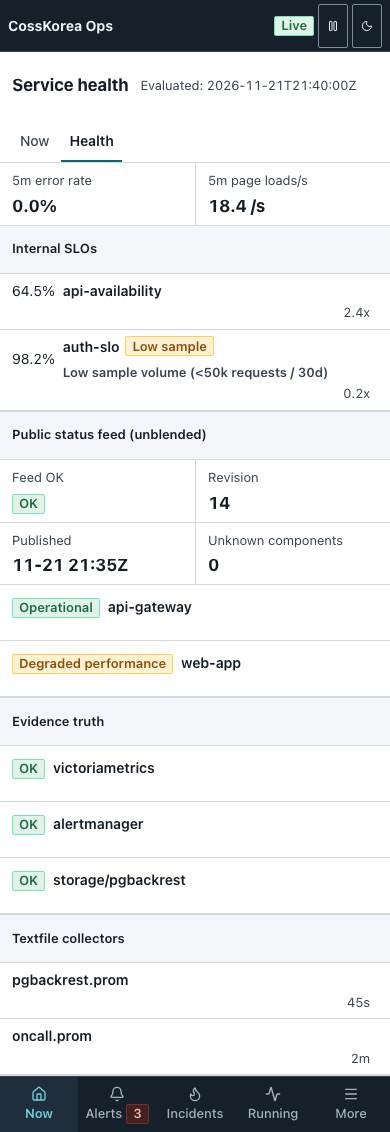 CossKorea Ops
Live
Service health Evaluated: 2026-11-21T21:40:00Z
Now Health
5m error rate 5m page loads/s
0.0% 18.4 /s
Internal SLOs
64.5% api-availability
2.4x
98.2% auth-slo Low sample
Low sample volume (<50k requests / 30d)
0.2x
Public status feed (unblended)
Feed OK Revision
OK 14
Published Unknown components
11-21 21:35Z 0
Operational api-gateway
Degraded performance web-app
Evidence truth
OK victoriametrics
OK alertmanager
OK storage/pgbackrest
Textfile collectors
pgbackrest.prom
45s
oncall.prom
2m
Now Alerts 3 Incidents Running More